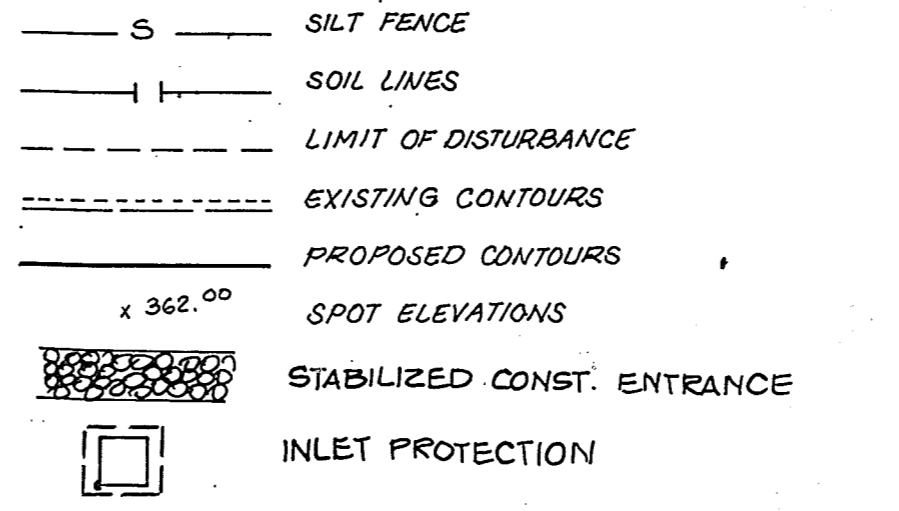 S SILT FENCE
SOIL LINES
LIMIT OF DISTURBANCE
EXISTING CONTOURS
PROPOSED CONTOURS
x 362.00 SPOT ELEVATIONS
STABILIZED CONST. ENTRANCE
INLET PROTECTION